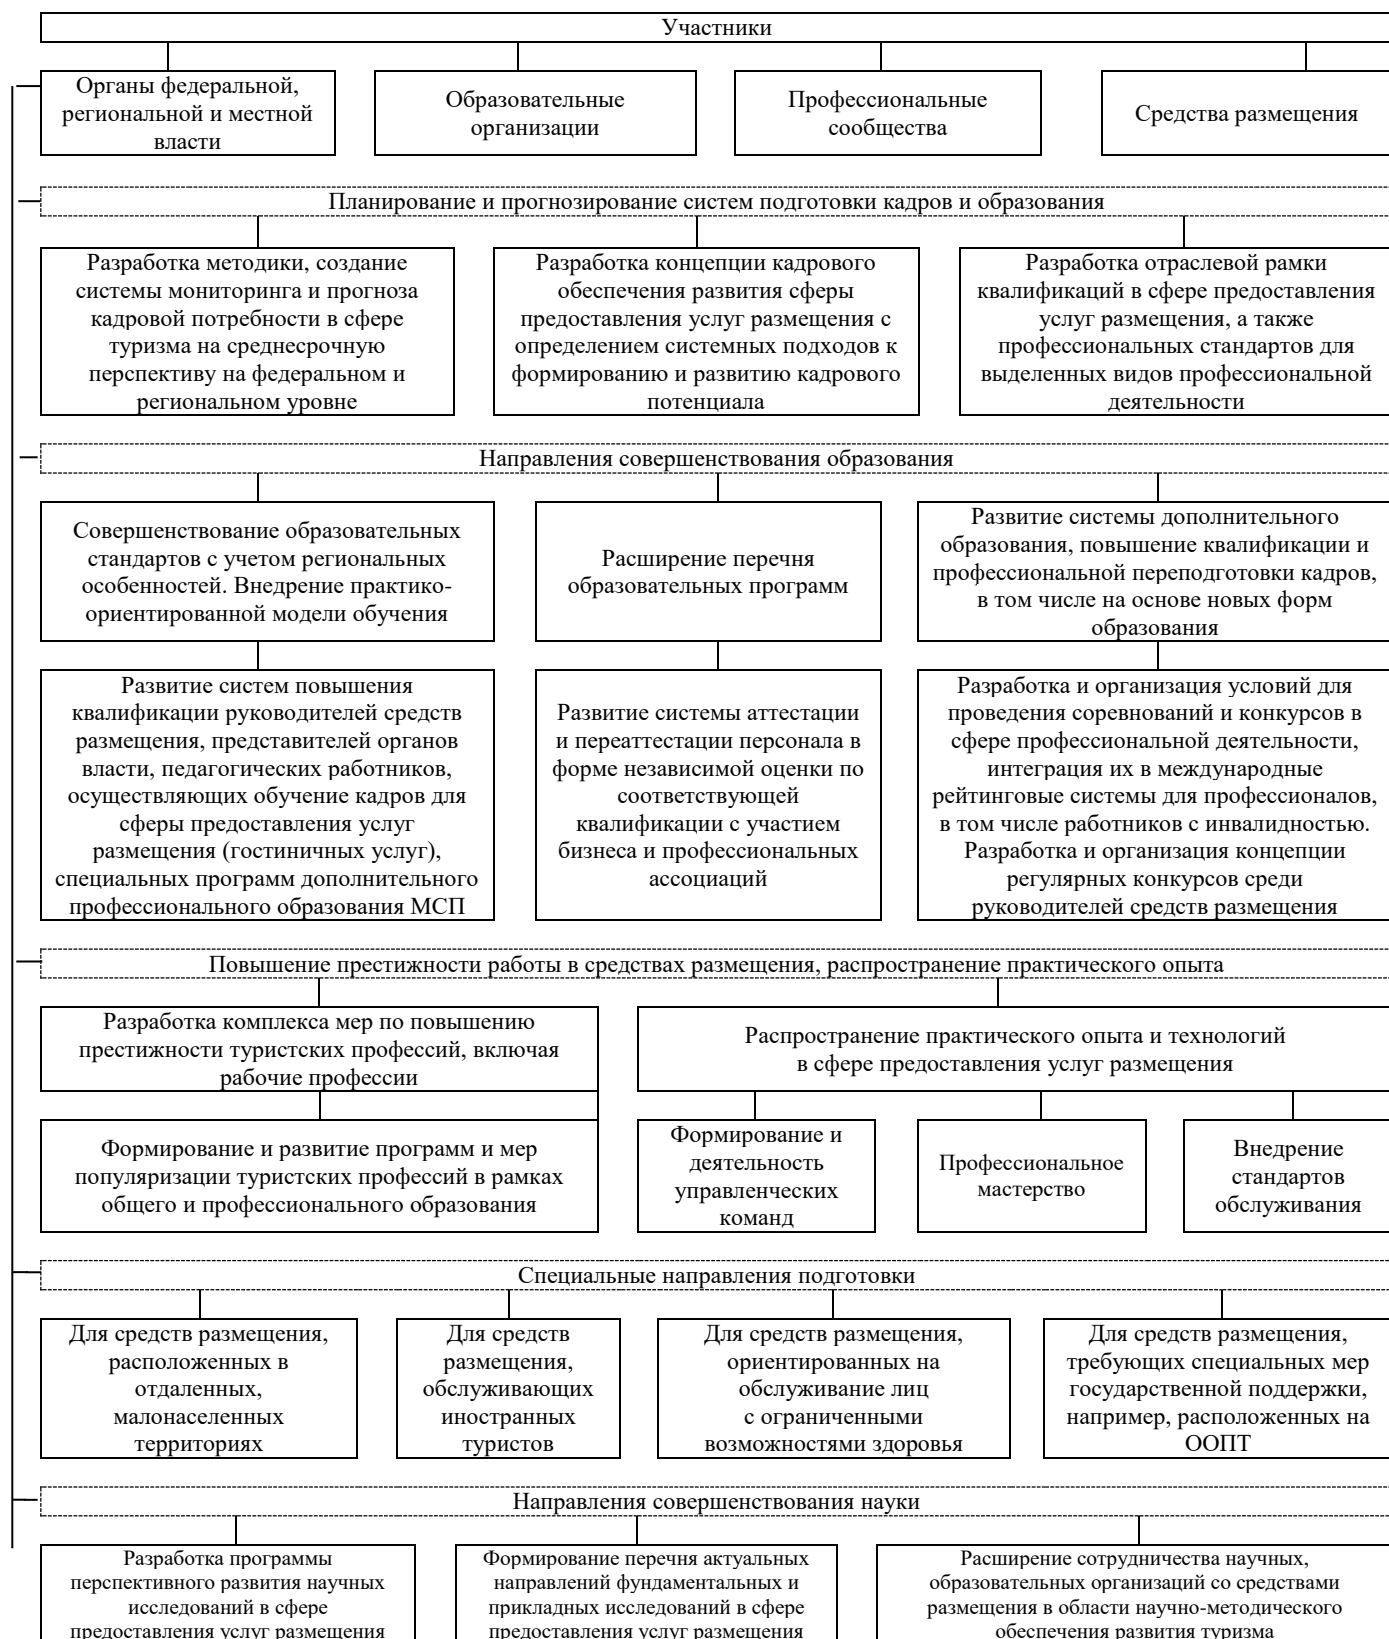 Участники
Органы федеральной,
региональной и местной
власти
Образовательные
организации
Профессиональные
сообщества
Средства размещения
Планирование и прогнозирование систем подготовки кадров и образования
Разработка методики, создание
системы мониторинга и прогноза
кадровой потребности в сфере
туризма на среднесрочную
перспективу на федеральном и
региональном уровне
Разработка концепции кадрового
обеспечения развития сферы
предоставления услуг размещения с
определением системных подходов к
формированию и развитию кадрового
потенциала
Разработка отраслевой рамки
квалификаций в сфере предоставления
услуг размещения, а также
профессиональных стандартов для
выделенных видов профессиональной
деятельности
Направления совершенствования образования
Совершенствование образовательных
стандартов с учетом региональных
особенностей. Внедрение практико-
ориентированной модели обучения
Расширение перечня
образовательных программ
Развитие системы дополнительного
образования, повышение квалификации и
профессиональной переподготовки кадров,
в том числе на основе новых форм
образования
Развитие систем повышения
квалификации руководителей средств
размещения, представителей органов
власти, педагогических работников,
осуществляющих обучение кадров для
сферы предоставления услуг
размещения (гостиничных услуг),
специальных программ дополнительного
профессионального образования МСП
Развитие системы аттестации
и переаттестации персонала в
форме независимой оценки по
соответствующей
квалификации с участием
бизнеса и профессиональных
ассоциаций
Разработка и организация условий для
проведения соревнований и конкурсов в
сфере профессиональной деятельности,
интеграция их в международные
рейтинговые системы для профессионалов,
в том числе работников с инвалидностью.
Разработка и организация концепции
регулярных конкурсов среди
руководителей средств размещения
Повышение престижности работы в средствах размещения, распространение практического опыта
Разработка комплекса мер по повышению
престижности туристских профессий, включая
рабочие профессии
Распространение практического опыта и технологий
в сфере предоставления услуг размещения
Формирование и развитие программ и мер
популяризации туристских профессий в рамках
общего и профессионального образования
Формирование и
деятельность
управленческих
команд
Профессиональное
мастерство
Внедрение
стандартов
обслуживания
Специальные направления подготовки
Для средств размещения,
расположенных в
отдаленных,
малонаселенных
территориях
Для средств
размещения,
обслуживающих
иностранных
туристов
Для средств размещения,
ориентированных на
обслуживание лиц
с ограниченными
возможностями здоровья
Для средств размещения,
требующих специальных мер
государственной поддержки,
например, расположенных на
ООПТ
Направления совершенствования науки
Разработка программы
перспективного развития научных
исследований в сфере
предоставления услуг размещения
Формирование перечня актуальных
направлений фундаментальных и
прикладных исследований в сфере
предоставления услуг размещения
Расширение сотрудничества научных,
образовательных организаций со средствами
размещения в области научно-методического
обеспечения развития туризма